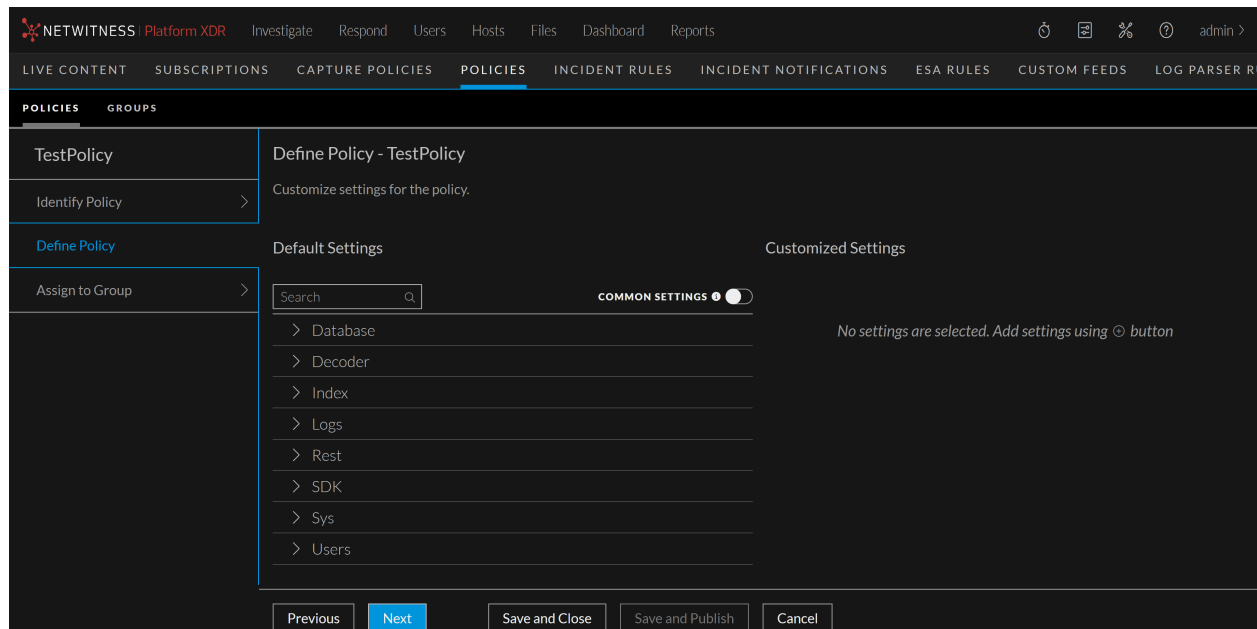 NETWITNESS Platform XDR Investigate Respond Users Hosts Files Dashboard Reports admin >
LIVE CONTENT SUBSCRIPTIONS CAPTURE POLICIES POLICIES INCIDENT RULES INCIDENT NOTIFICATIONS ESA RULES CUSTOM FEEDS LOG PARSER RU
POLICIES GROUPS
TestPolicy
Identify Policy
Define Policy
Assign to Group
Define Policy - TestPolicy
Customize settings for the policy.
Default Settings
Search COMMON SETTINGS
Database
Decoder
Index
Logs
Rest
SDK
Sys
Users
Customized Settings
No settings are selected. Add settings using ⊕ button
Previous Next Save and Close Save and Publish Cancel